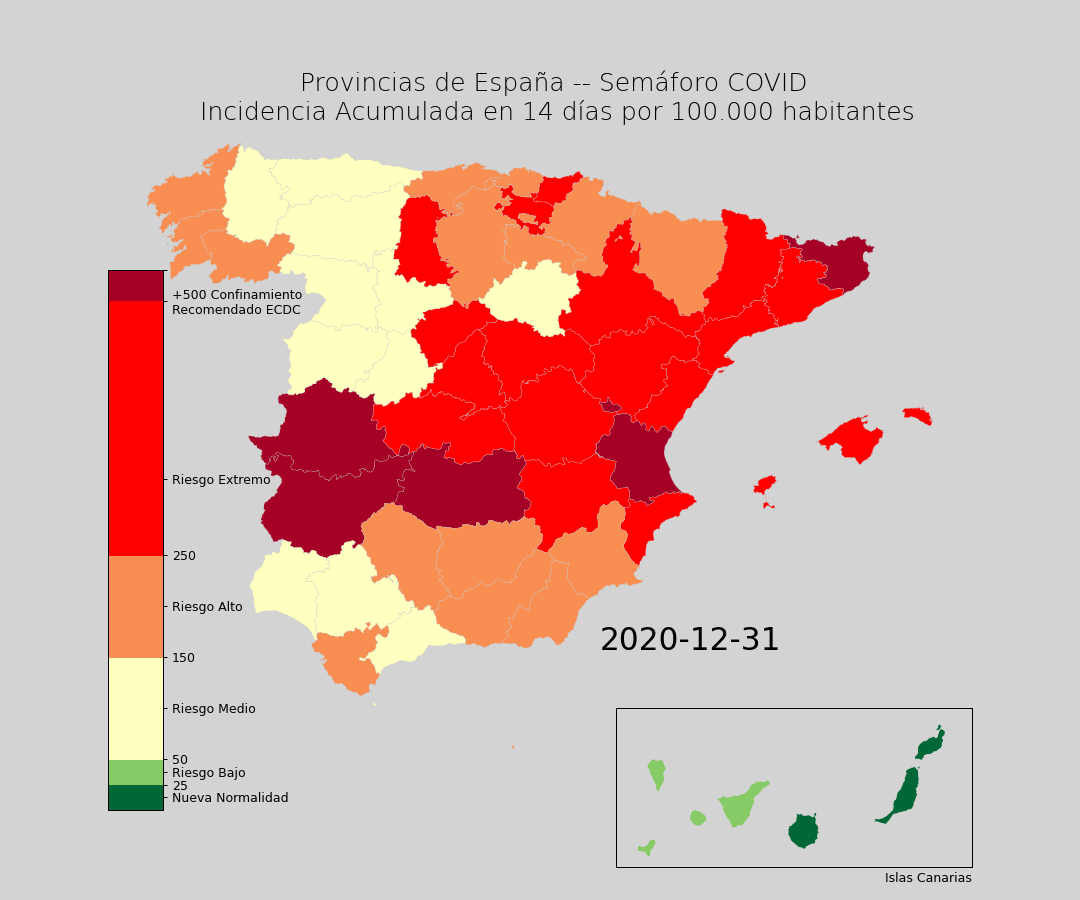 Provincias de España -- Semáforo COVID
Incidencia Acumulada en 14 días por 100.000 habitantes
+500 Confinamiento
Recomendado ECDC
Riesgo Extremo
250
Riesgo Alto
150
Riesgo Medio
50
Riesgo Bajo
25
Nueva Normalidad
2020-12-31
Islas Canarias